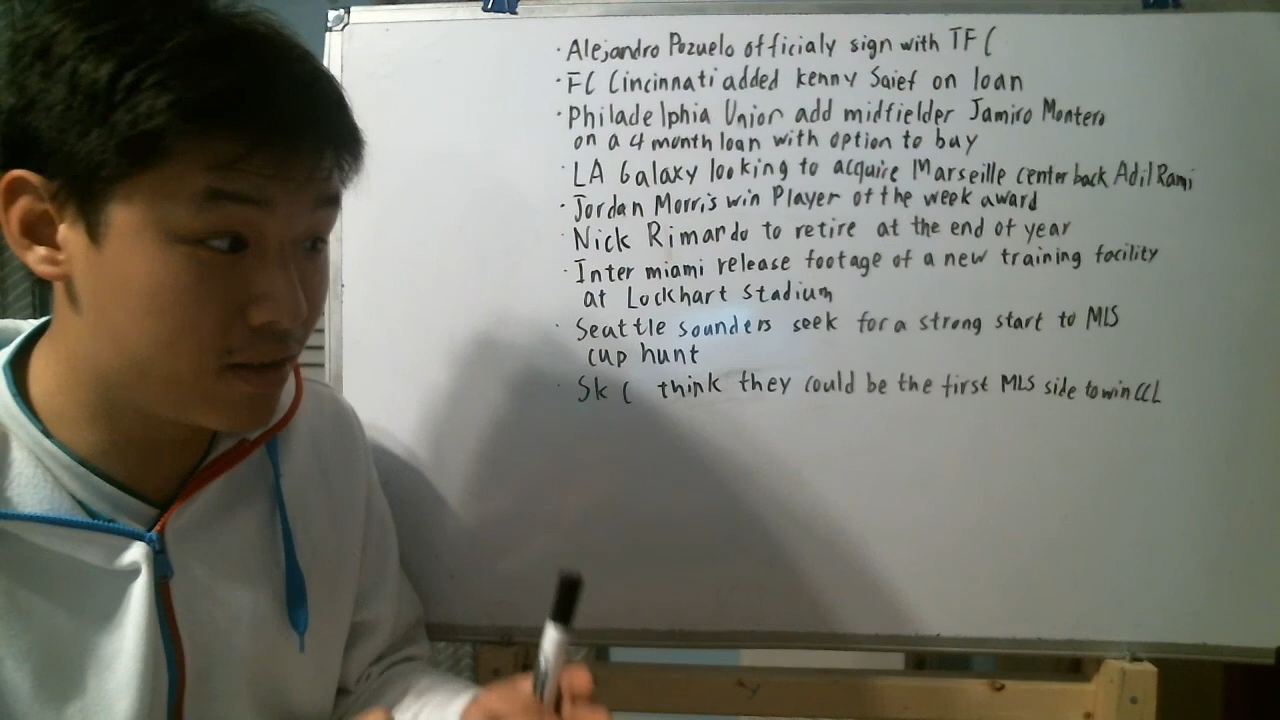 · Alejandro Pozuelo officialy sign with TFC
· FC Cincinnati added kenny Saief on loan
· Philadelphia Union add midfielder Jamiro Montero
on a 4 month loan with option to buy
· LA Galaxy looking to acquire Marseille center back Adil Rami
· Jordan Morris win Player of the week award
· Nick Rimando to retire at the end of year
· Inter miami release footage of a new training facility
at Lockhart Stadium
· Seattle sounders seek for a strong start to MLS
cup hunt
· SkC think they could be the first MLS side to win CCL